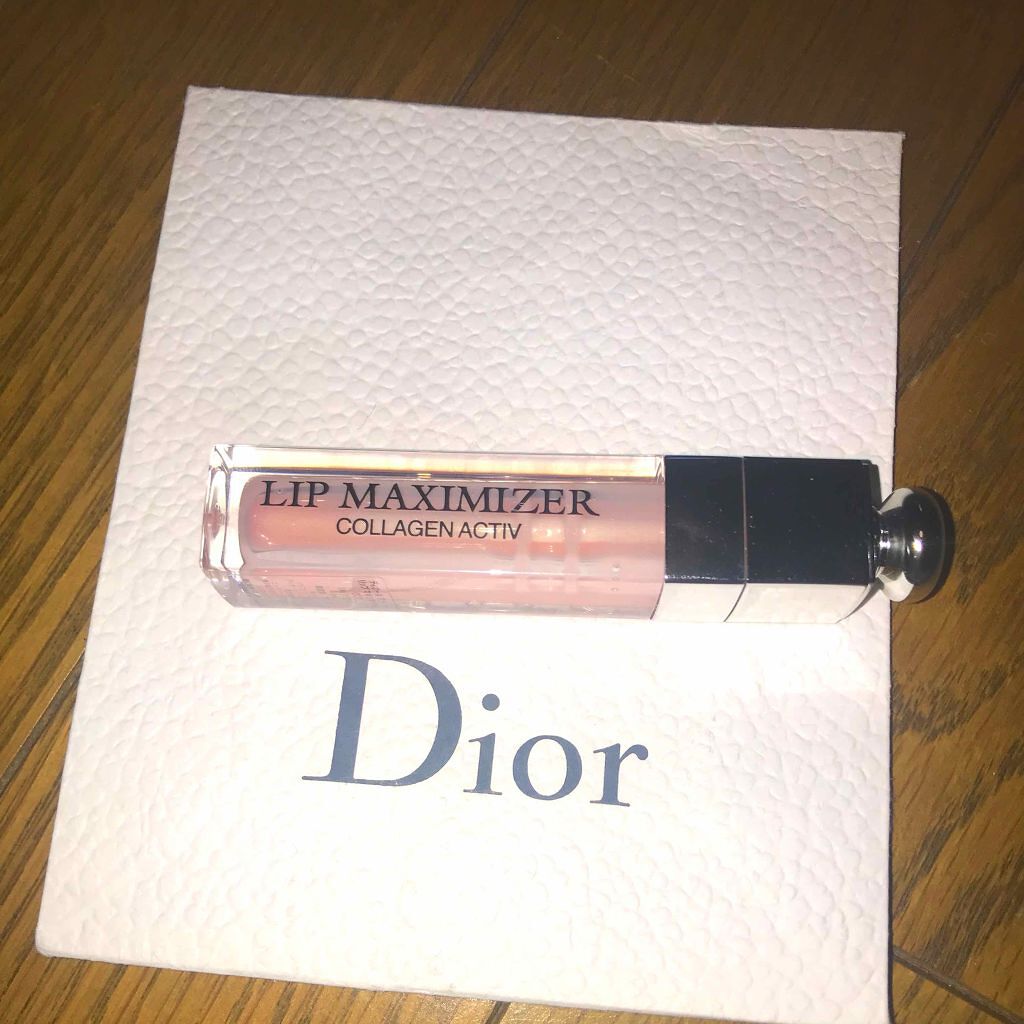 LIP MAXIMIZER
COLLAGEN ACTIV
Dior